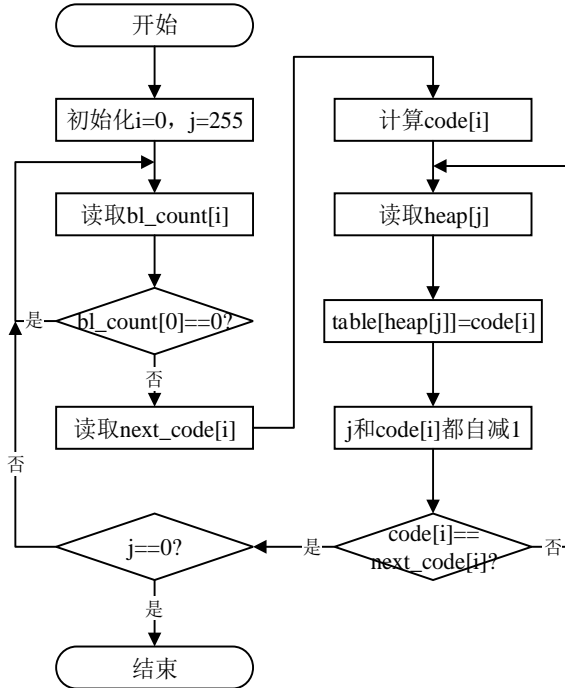 开始
初始化i=0，j=255
读取bl_count[i]
bl_count[0]==0?
是
否
读取next_code[i]
计算code[i]
读取heap[j]
table[heap[j]]=code[i]
j和code[i]都自减1
code[i]==
next_code[i]?
否
是
j==0?
否
是
结束